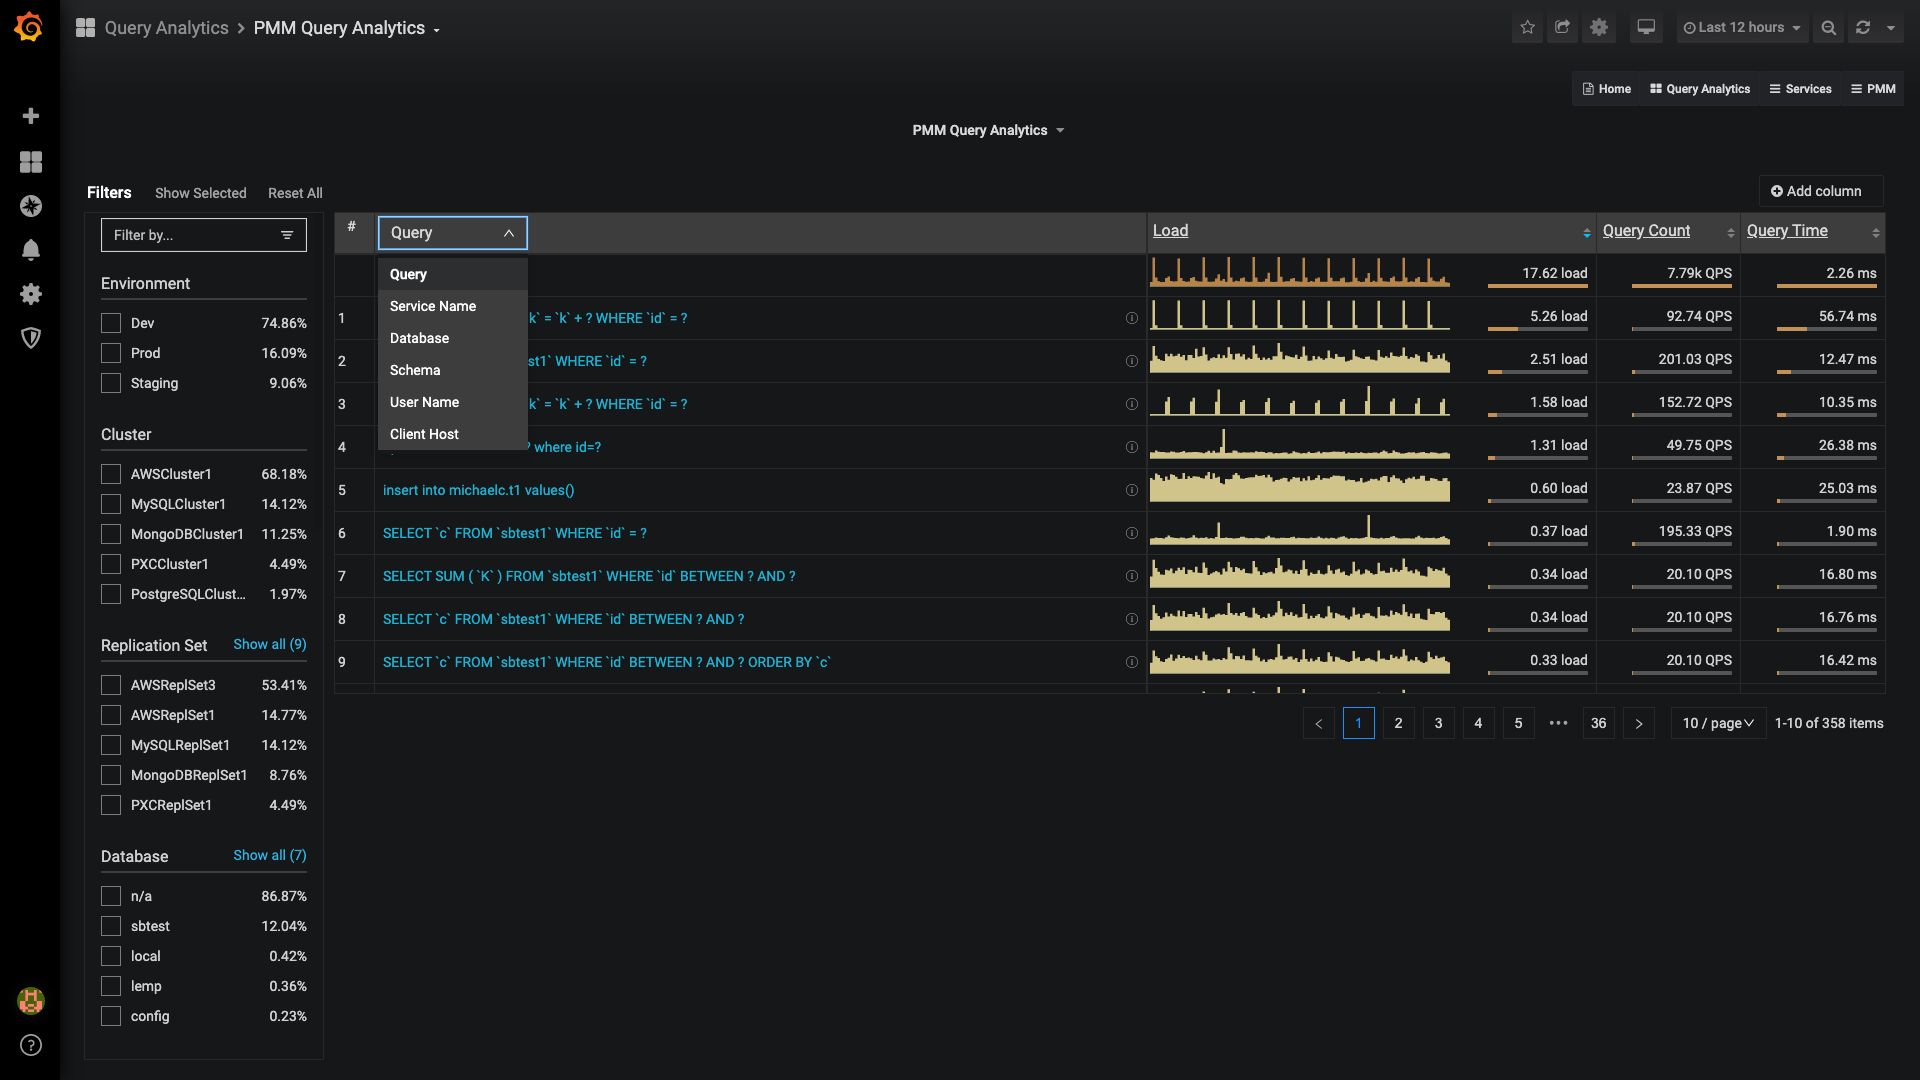 Query Analytics > PMM Query Analytics
Last 12 hours
Home Query Analytics Services PMM
PMM Query Analytics
Filters Show Selected Reset All
Add column
Filter by...
Environment
Dev 74.86%
Prod 16.09%
Staging 9.06%
Cluster
AWSCluster1 68.18%
MySQLCluster1 14.12%
MongoDBCluster1 11.25%
PXCCluster1 4.49%
PostgreSQLClust... 1.97%
Replication Set Show all (9)
AWSReplSet3 53.41%
AWSReplSet1 14.77%
MySQLReplSet1 14.12%
MongoDBReplSet1 8.76%
PXCReplSet1 4.49%
Database Show all (7)
n/a 86.87%
sbtest 12.04%
local 0.42%
lemp 0.36%
config 0.23%
# Query Load Query Count Query Time
Query
Service Name
Database
Schema
User Name
Client Host
17.62 load 7.79k QPS 2.26 ms
1 k` = `k` + ? WHERE `id` = ? 5.26 load 92.74 QPS 56.74 ms
2 st1` WHERE `id` = ? 2.51 load 201.03 QPS 12.47 ms
3 k` = `k` + ? WHERE `id` = ? 1.58 load 152.72 QPS 10.35 ms
4 ? where id=? 1.31 load 49.75 QPS 26.38 ms
5 insert into michaelc.t1 values() 0.60 load 23.87 QPS 25.03 ms
6 SELECT `c` FROM `sbtest1` WHERE `id` = ? 0.37 load 195.33 QPS 1.90 ms
7 SELECT SUM ( `K` ) FROM `sbtest1` WHERE `id` BETWEEN ? AND ? 0.34 load 20.10 QPS 16.80 ms
8 SELECT `c` FROM `sbtest1` WHERE `id` BETWEEN ? AND ? 0.34 load 20.10 QPS 16.76 ms
9 SELECT `c` FROM `sbtest1` WHERE `id` BETWEEN ? AND ? ORDER BY `c` 0.33 load 20.10 QPS 16.42 ms
< 1 2 3 4 5 ••• 36 > 10 / page 1-10 of 358 items